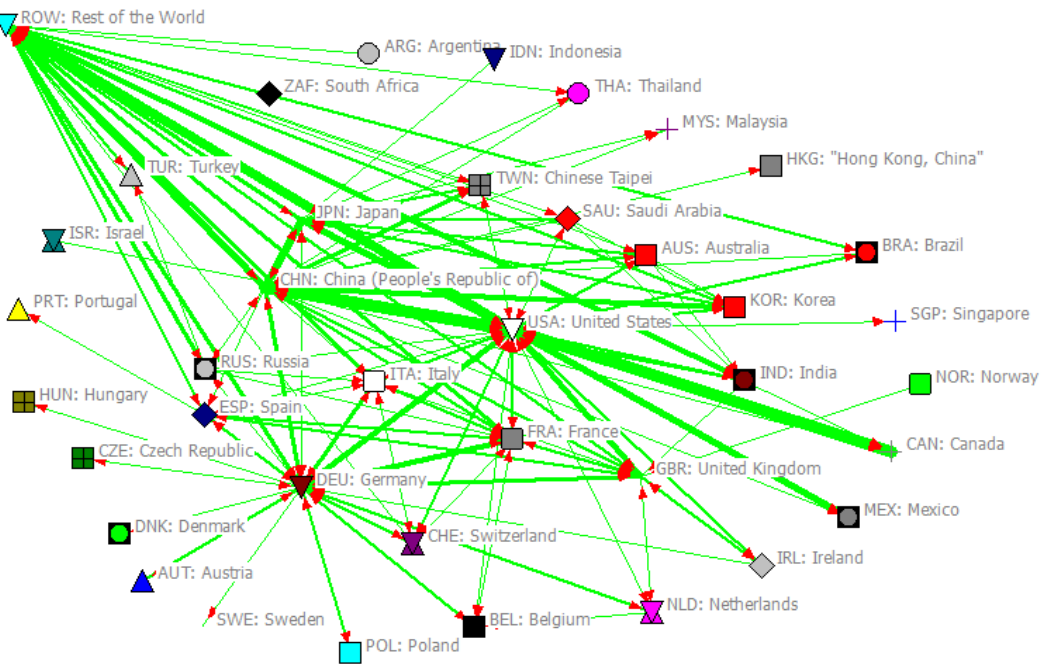 ROW: Rest of the World
ARG: Argentina
IDN: Indonesia
ZAF: South Africa
THA: Thailand
MYS: Malaysia
HKG: "Hong Kong, China"
TUR: Turkey
TWN: Chinese Taipei
JPN: Japan
SAU: Saudi Arabia
ISR: Israel
AUS: Australia
BRA: Brazil
CHN: China (People's Republic of)
PRT: Portugal
KOR: Korea
SGP: Singapore
USA: United States
RUS: Russia
ITA: Italy
IND: India
NOR: Norway
HUN: Hungary
ESP: Spain
FRA: France
CAN: Canada
CZE: Czech Republic
DEU: Germany
GBR: United Kingdom
MEX: Mexico
DNK: Denmark
CHE: Switzerland
IRL: Ireland
AUT: Austria
NLD: Netherlands
SWE: Sweden
BEL: Belgium
POL: Poland